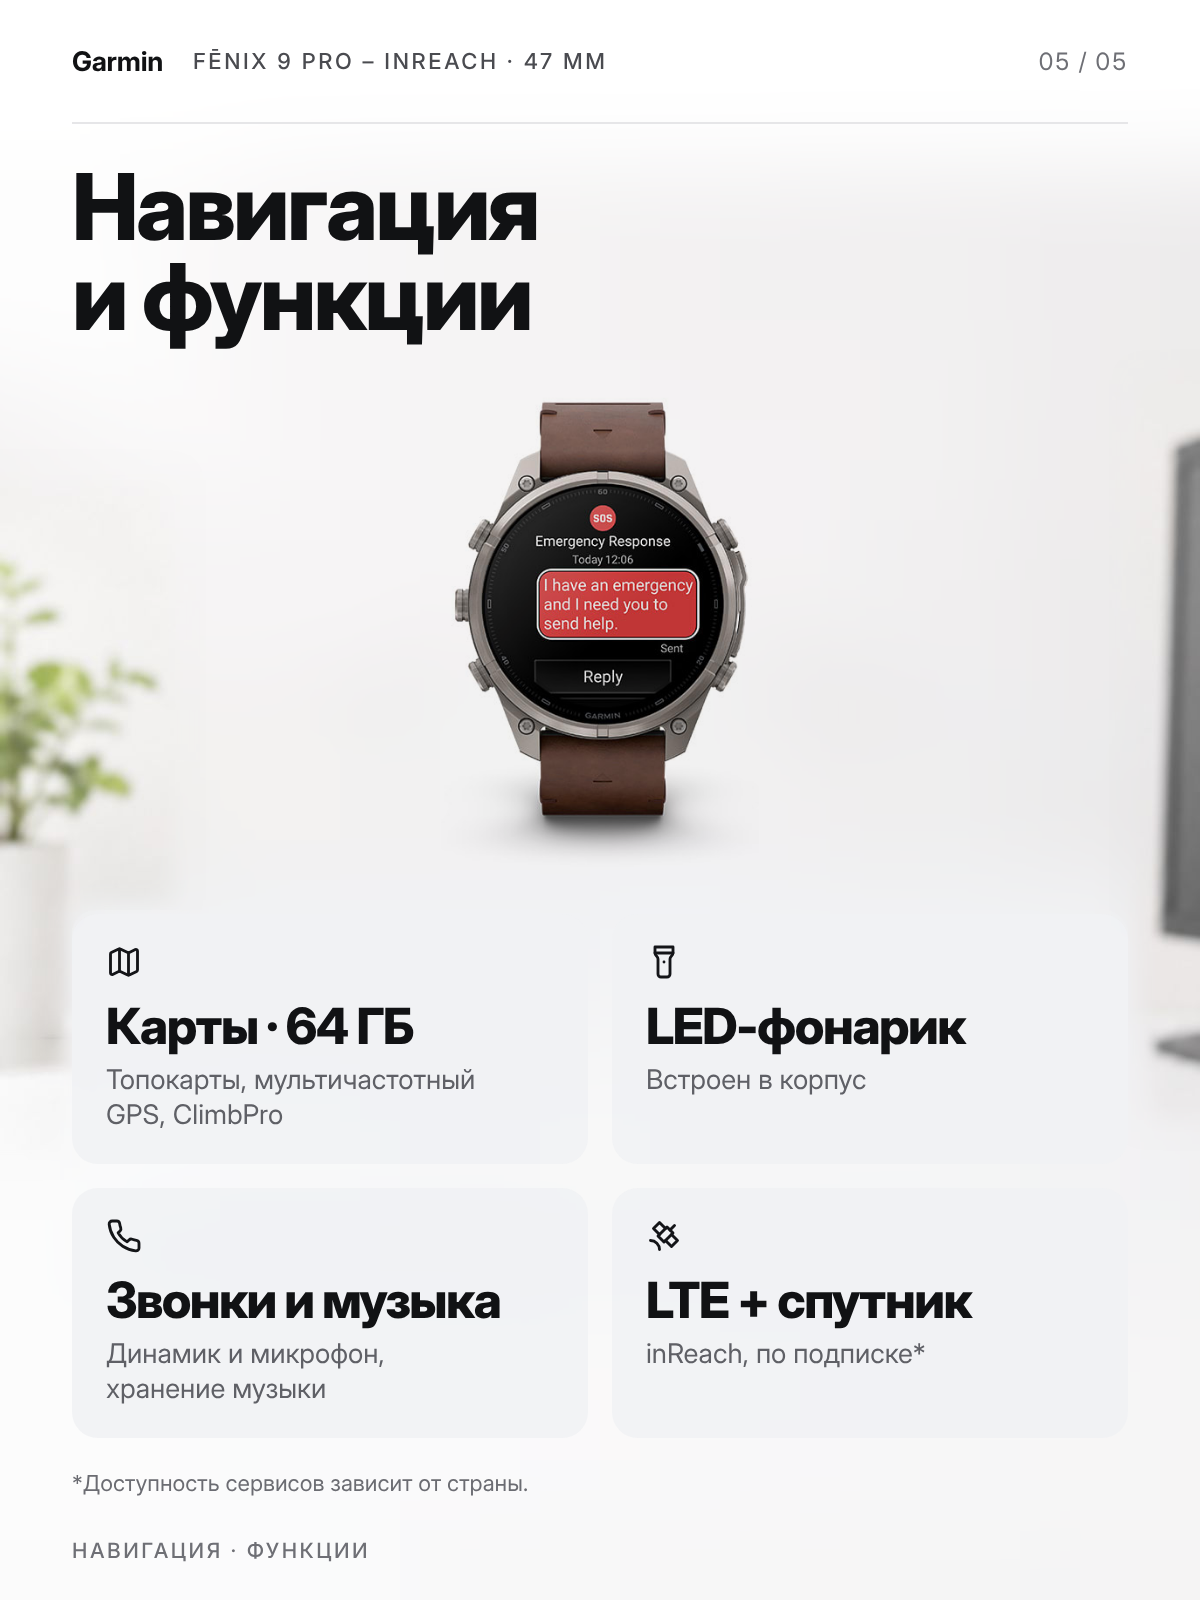 Garmin FĒNIX 9 PRO – INREACH · 47 MM 05 / 05
Навигация
и функции
60
SOS
Emergency Response
Today 12:06
I have an emergency
and I need you to
send help.
Sent
Reply
GARMIN
Карты · 64 ГБ
Топокарты, мультичастотный
GPS, ClimbPro
LED-фонарик
Встроен в корпус
Звонки и музыка
Динамик и микрофон,
хранение музыки
LTE + спутник
inReach, по подписке*
*Доступность сервисов зависит от страны.
НАВИГАЦИЯ · ФУНКЦИИ